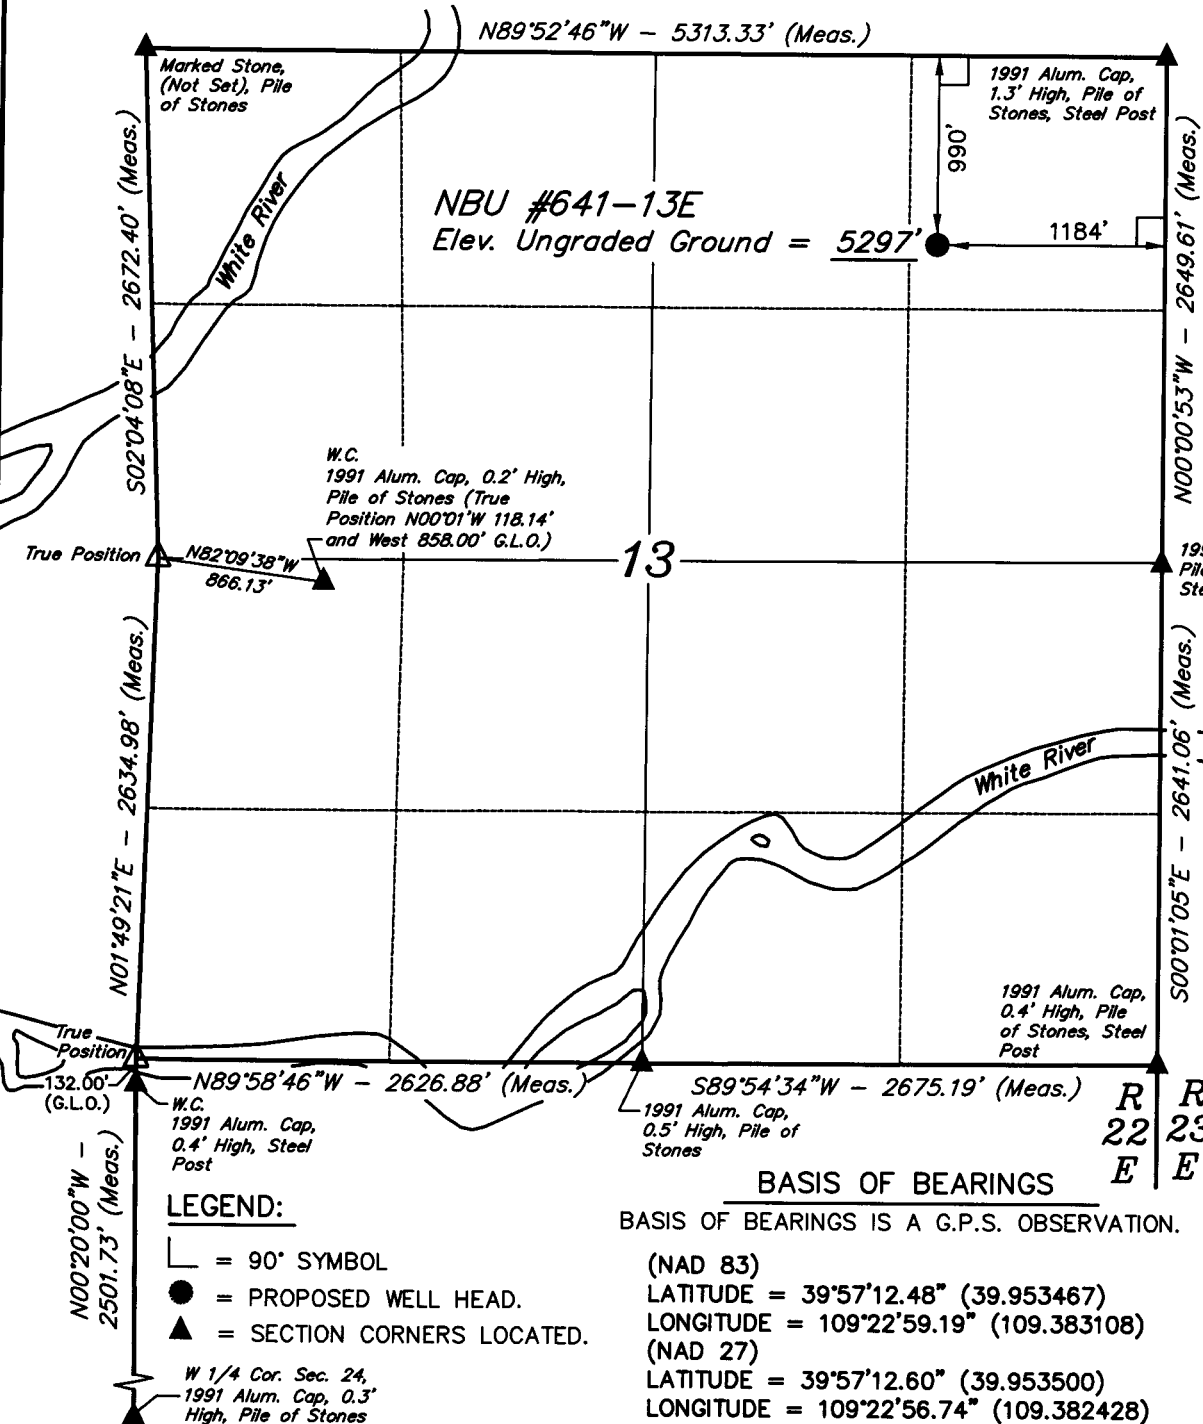 N89°52'46"W - 5313.33' (Meas.)
Marked Stone,
(Not Set), Pile
of Stones
1991 Alum. Cap,
1.3' High, Pile of
Stones, Steel Post
S02°04'08"E - 2672.40' (Meas.)
White River
990'
NBU #641-13E
Elev. Ungraded Ground = 5297'
1184'
N00°00'53"W - 2649.61' (Meas.)
W.C.
1991 Alum. Cap, 0.2' High,
Pile of Stones (True
Position N00°01'W 118.14'
and West 858.00' G.L.O.)
True Position
N82°09'38"W
866.13'
13
N01°49'21"E - 2634.98' (Meas.)
White River
S00°01'05"E - 2641.06' (Meas.)
1991 Alum. Cap,
0.4' High, Pile
of Stones, Steel
Post
True
Position
132.00'
(G.L.O.)
N89°58'46"W - 2626.88' (Meas.)
S89°54'34"W - 2675.19' (Meas.)
W.C.
1991 Alum. Cap,
0.4' High, Steel
Post
1991 Alum. Cap,
0.5' High, Pile of
Stones
R R
22 23
E E
N00°20'00"W -
2501.73' (Meas.)
LEGEND:
= 90° SYMBOL
= PROPOSED WELL HEAD.
= SECTION CORNERS LOCATED.
W 1/4 Cor. Sec. 24,
1991 Alum. Cap, 0.3'
High, Pile of Stones
BASIS OF BEARINGS
BASIS OF BEARINGS IS A G.P.S. OBSERVATION.
(NAD 83)
LATITUDE = 39°57'12.48" (39.953467)
LONGITUDE = 109°22'59.19" (109.383108)
(NAD 27)
LATITUDE = 39°57'12.60" (39.953500)
LONGITUDE = 109°22'56.74" (109.382428)